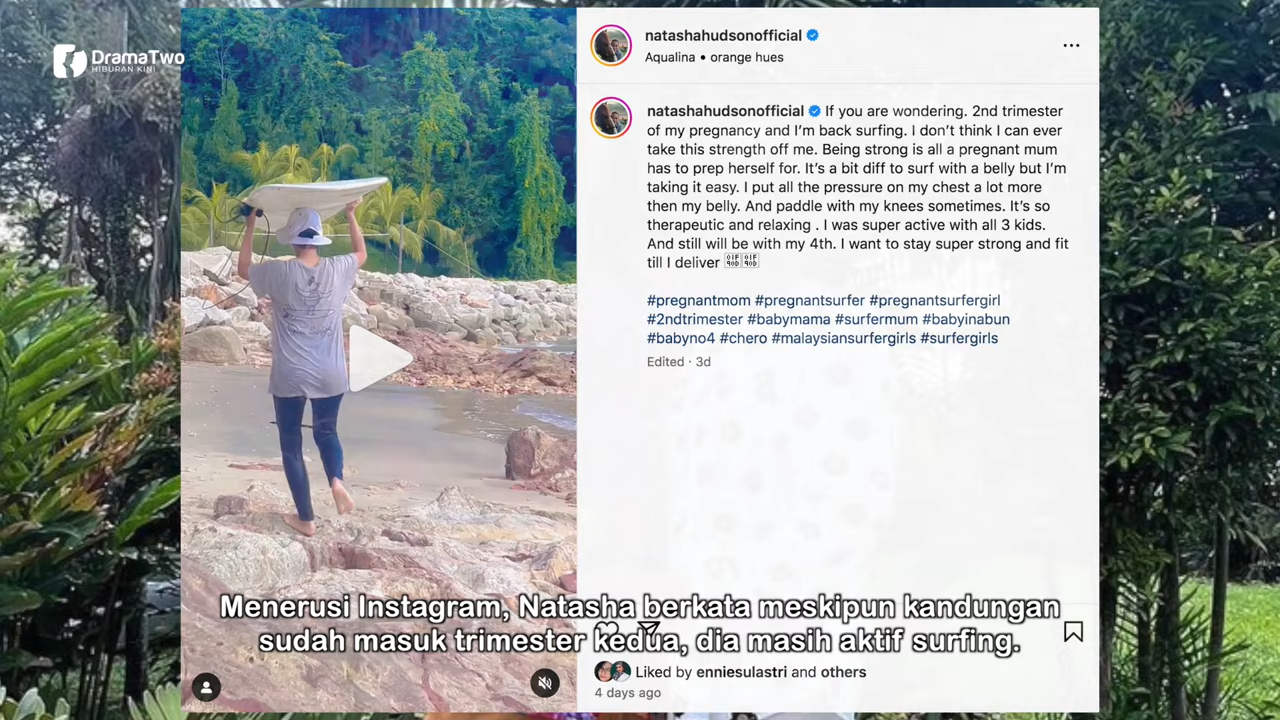 DramaTwo
HIBURAN KINI
natashahudsonofficial
Aqualina • orange hues
natashahudsonofficial If you are wondering. 2nd trimester
of my pregnancy and I'm back surfing. I don't think I can ever
take this strength off me. Being strong is all a pregnant mum
has to prep herself for. It's a bit diff to surf with a belly but I'm
taking it easy. I put all the pressure on my chest a lot more
then my belly. And paddle with my knees sometimes. It's so
therapeutic and relaxing . I was super active with all 3 kids.
And still will be with my 4th. I want to stay super strong and fit
till I deliver
#pregnantmom #pregnantsurfer #pregnantsurfergirl
#2ndtrimester #babymama #surfermum #babyinabun
#babyno4 #chero #malaysiansurfergirls #surfergirls
Edited · 3d
Menerusi Instagram, Natasha berkata meskipun kandungan
sudah masuk trimester kedua, dia masih aktif surfing.
Liked by enniesulastri and others
4 days ago